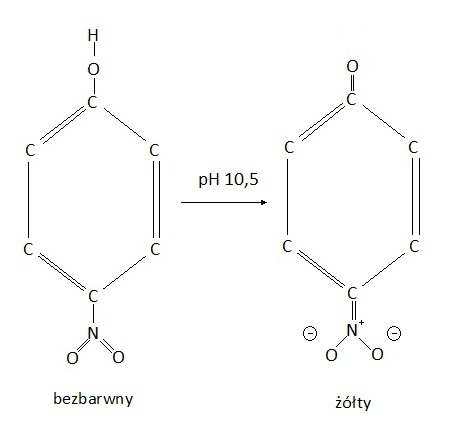 H
O O
C C
C C C C
pH 10,5
C C C C
C C
N N+
⊖ ⊖
O O O O
bezbarwny żółty